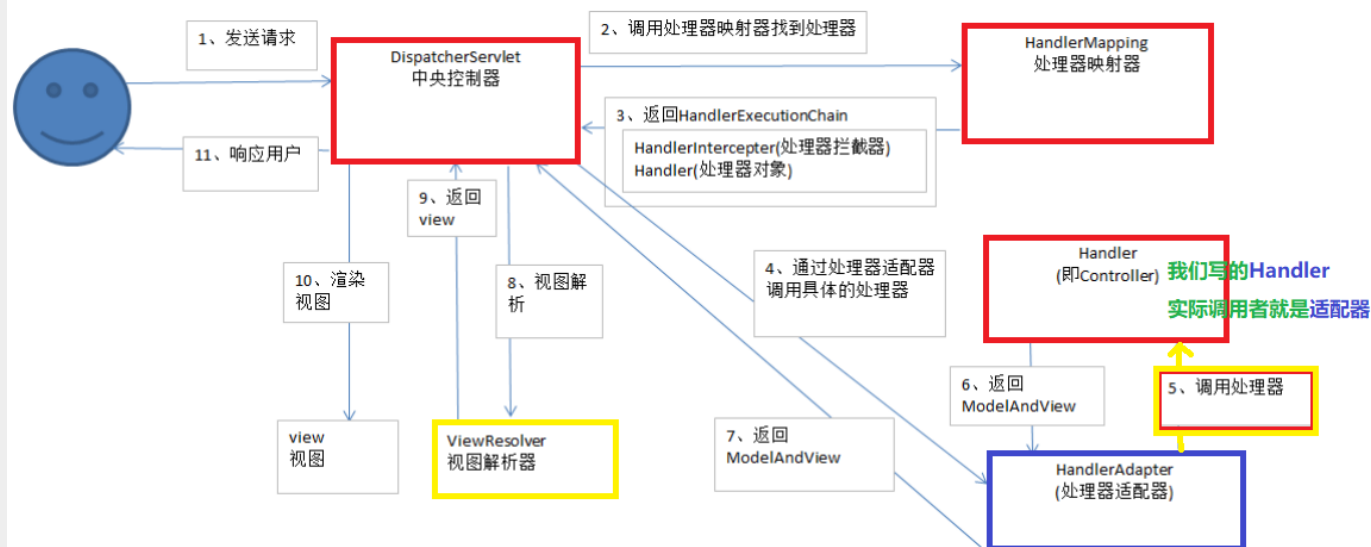 1、发送请求
DispatcherServlet
中央控制器
2、调用处理器映射器找到处理器
HandlerMapping
处理器映射器
3、返回HandlerExecutionChain
HandlerIntercepter(处理器拦截器)
Handler(处理器对象)
11、响应用户
9、返回
view
4、通过处理器适配器
调用具体的处理器
Handler
(即Controller)
我们写的Handler
实际调用者就是适配器
10、渲染
视图
8、视图解
析
6、返回
ModelAndView
5、调用处理器
view
视图
ViewResolver
视图解析器
7、返回
ModelAndView
HandlerAdapter
(处理器适配器)